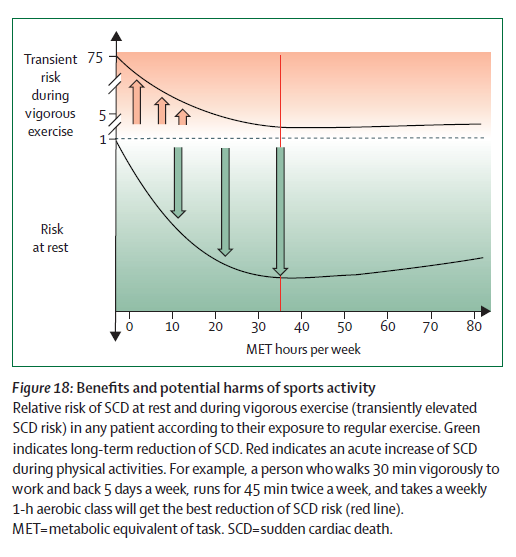 Transient
risk
during
vigorous
exercise
75
5
1
Risk
at rest
0 10 20 30 40 50 60 70 80
MET hours per week
Figure 18: Benefits and potential harms of sports activity
Relative risk of SCD at rest and during vigorous exercise (transiently elevated
SCD risk) in any patient according to their exposure to regular exercise. Green
indicates long-term reduction of SCD. Red indicates an acute increase of SCD
during physical activities. For example, a person who walks 30 min vigorously to
work and back 5 days a week, runs for 45 min twice a week, and takes a weekly
1-h aerobic class will get the best reduction of SCD risk (red line).
MET=metabolic equivalent of task. SCD=sudden cardiac death.